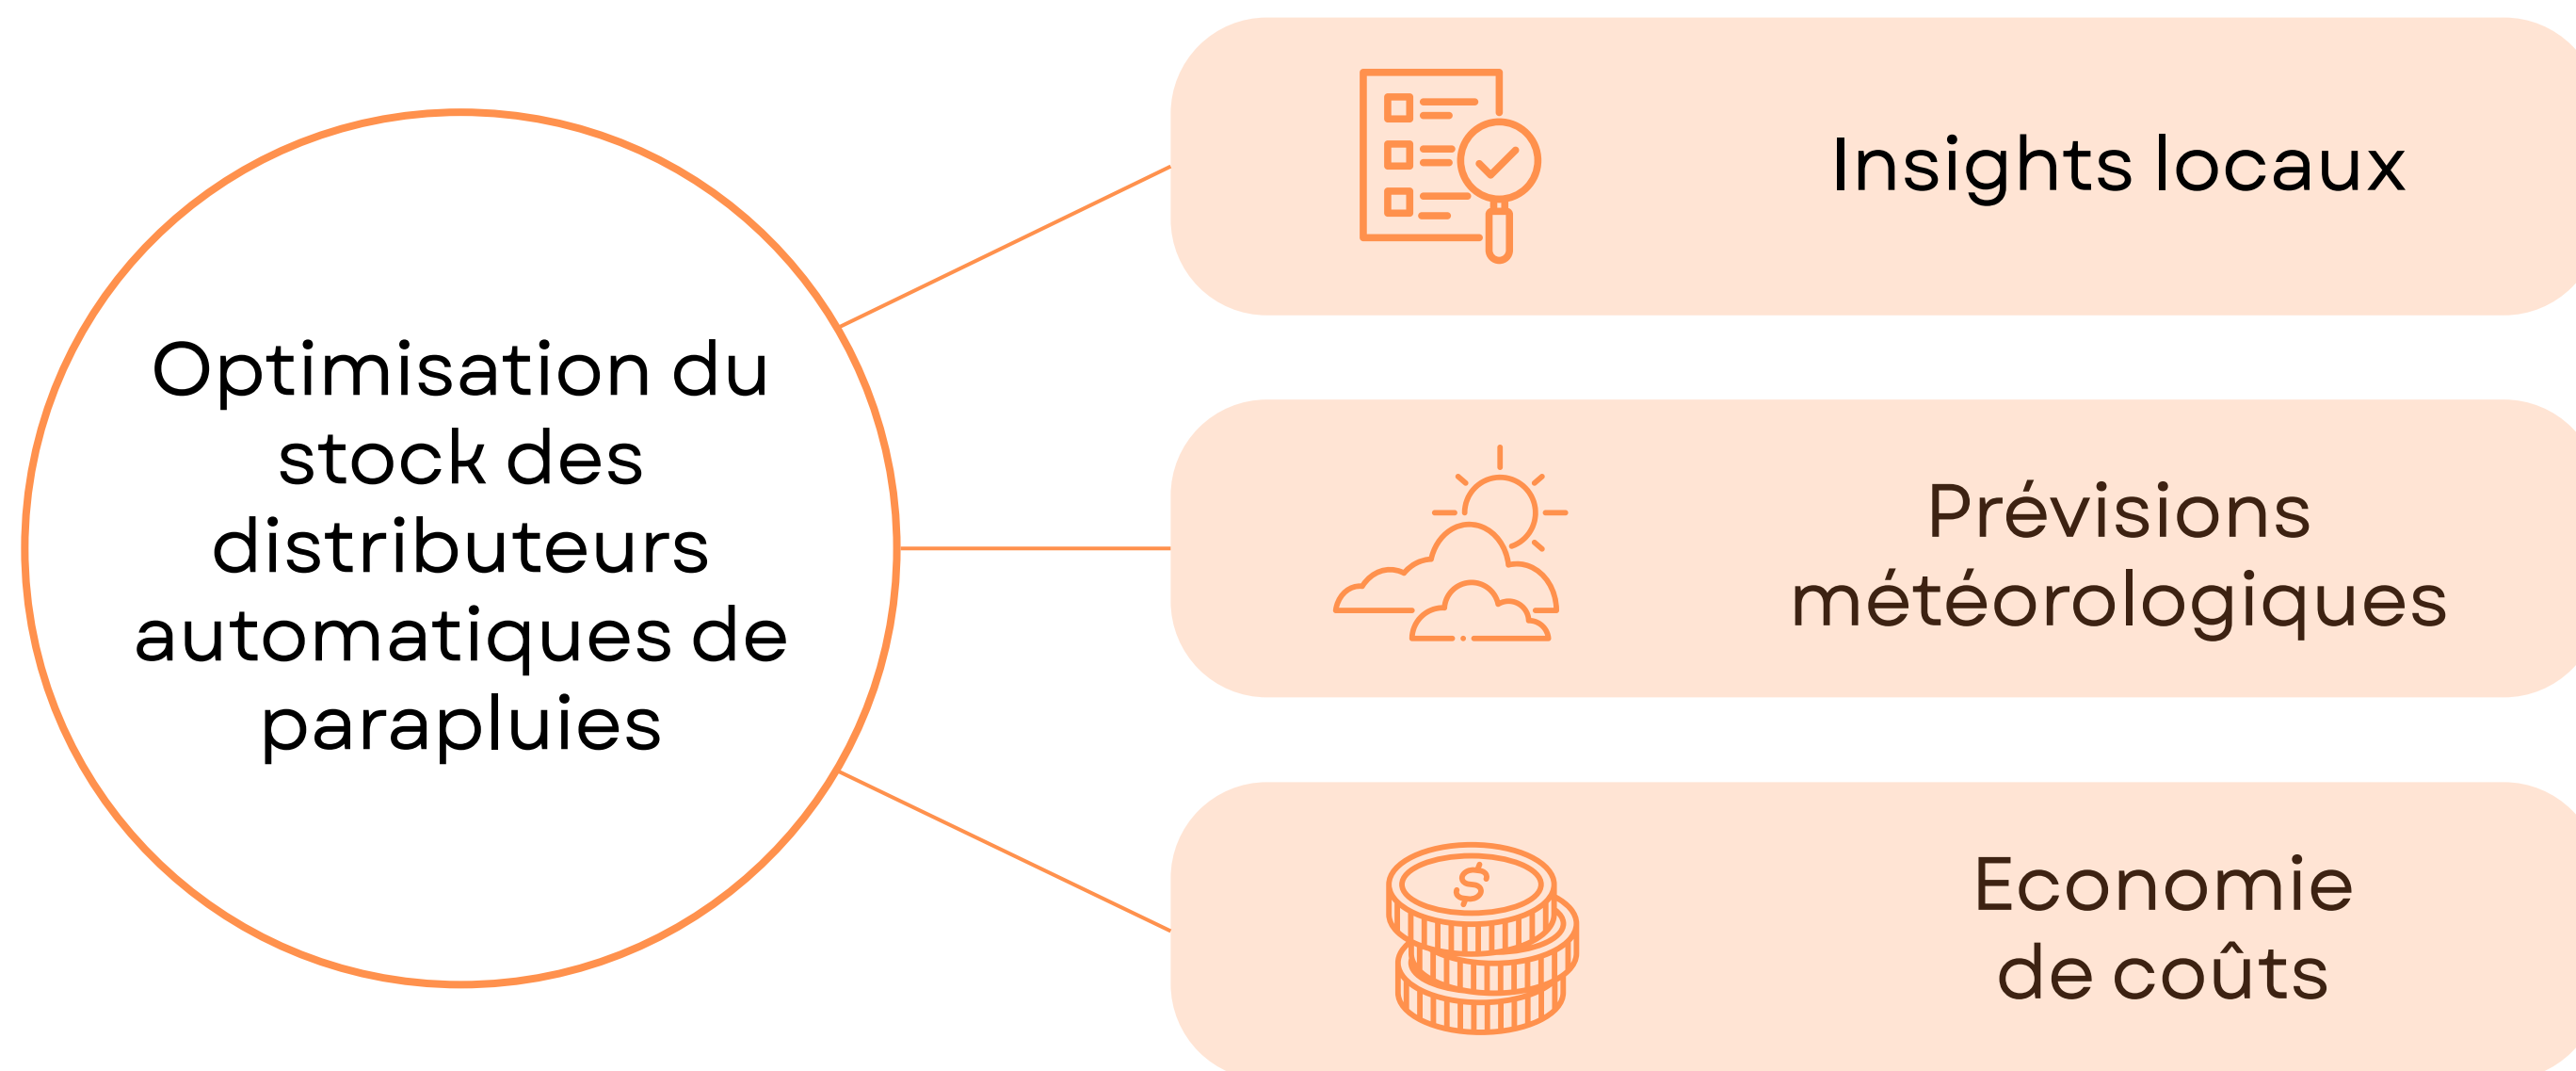 Optimisation du
stock des
distributeurs
automatiques de
parapluies
Insights locaux
Prévisions
météorologiques
$
Economie
de coûts